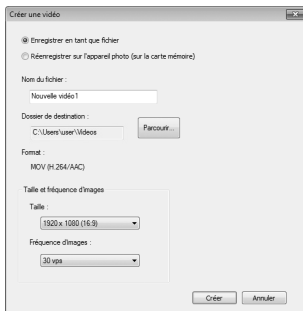 Créer une vidéo
Enregistrer en tant que fichier
Réenregistrer sur l'appareil photo (sur la carte mémoire)
Nom du fichier :
Nouvelle vidéo1
Dossier de destination :
C:\Users\user\Videos
Parcourir...
Format :
MOV (H.264/AAC)
Taille et fréquence d'images
Taille :
1920 x 1080 (16:9)
Fréquence d'images :
30 vps
Créer
Annuler